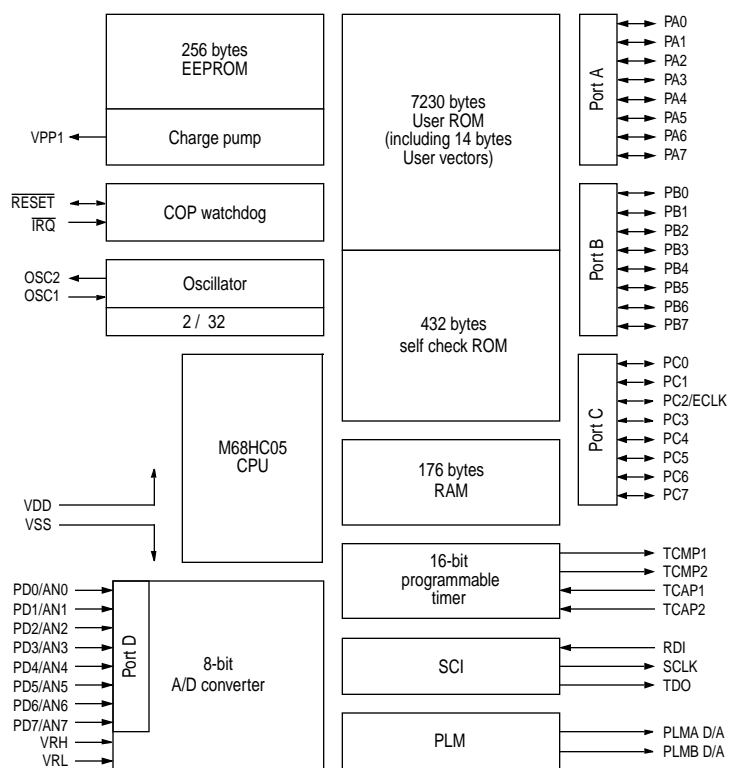 256 bytes
EEPROM
Charge pump
VPP1
RESET
IRQ
COP watchdog
OSC2
OSC1
Oscillator
2 / 32
M68HC05
CPU
VDD
VSS
PD0/AN0
PD1/AN1
PD2/AN2
PD3/AN3
PD4/AN4
PD5/AN5
PD6/AN6
PD7/AN7
VRH
VRL
Port D
8-bit
A/D converter
7230 bytes
User ROM
(including 14 bytes
User vectors)
432 bytes
self check ROM
176 bytes
RAM
16-bit
programmable
timer
SCI
PLM
Port A
PA0
PA1
PA2
PA3
PA4
PA5
PA6
PA7
Port B
PB0
PB1
PB2
PB3
PB4
PB5
PB6
PB7
Port C
PC0
PC1
PC2/ECLK
PC3
PC4
PC5
PC6
PC7
TCMP1
TCMP2
TCAP1
TCAP2
RDI
SCLK
TDO
PLMA D/A
PLMB D/A